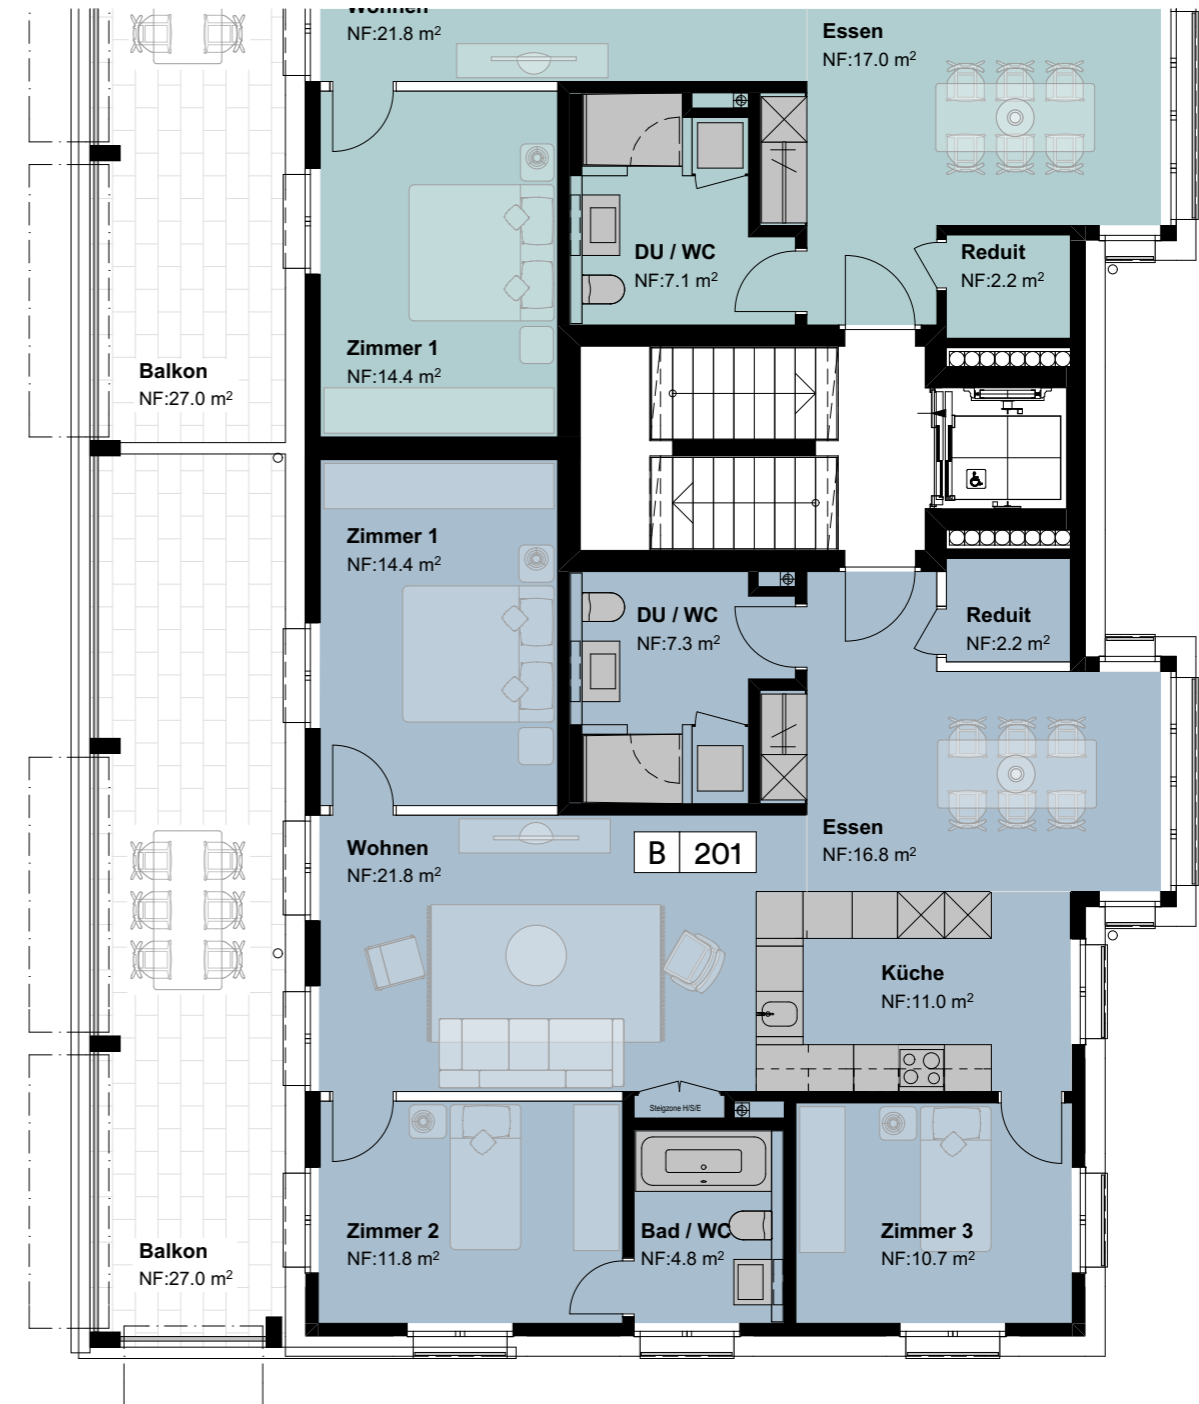 Wohnen
NF:21.8 m²
Essen
NF:17.0 m²
DU / WC
NF:7.1 m²
Reduit
NF:2.2 m²
Zimmer 1
NF:14.4 m²
Balkon
NF:27.0 m²
Zimmer 1
NF:14.4 m²
DU / WC
NF:7.3 m²
Reduit
NF:2.2 m²
Wohnen
NF:21.8 m²
B 201
Essen
NF:16.8 m²
Küche
NF:11.0 m²
Steigzone H/S/E
Zimmer 2
NF:11.8 m²
Bad / WC
NF:4.8 m²
Zimmer 3
NF:10.7 m²
Balkon
NF:27.0 m²